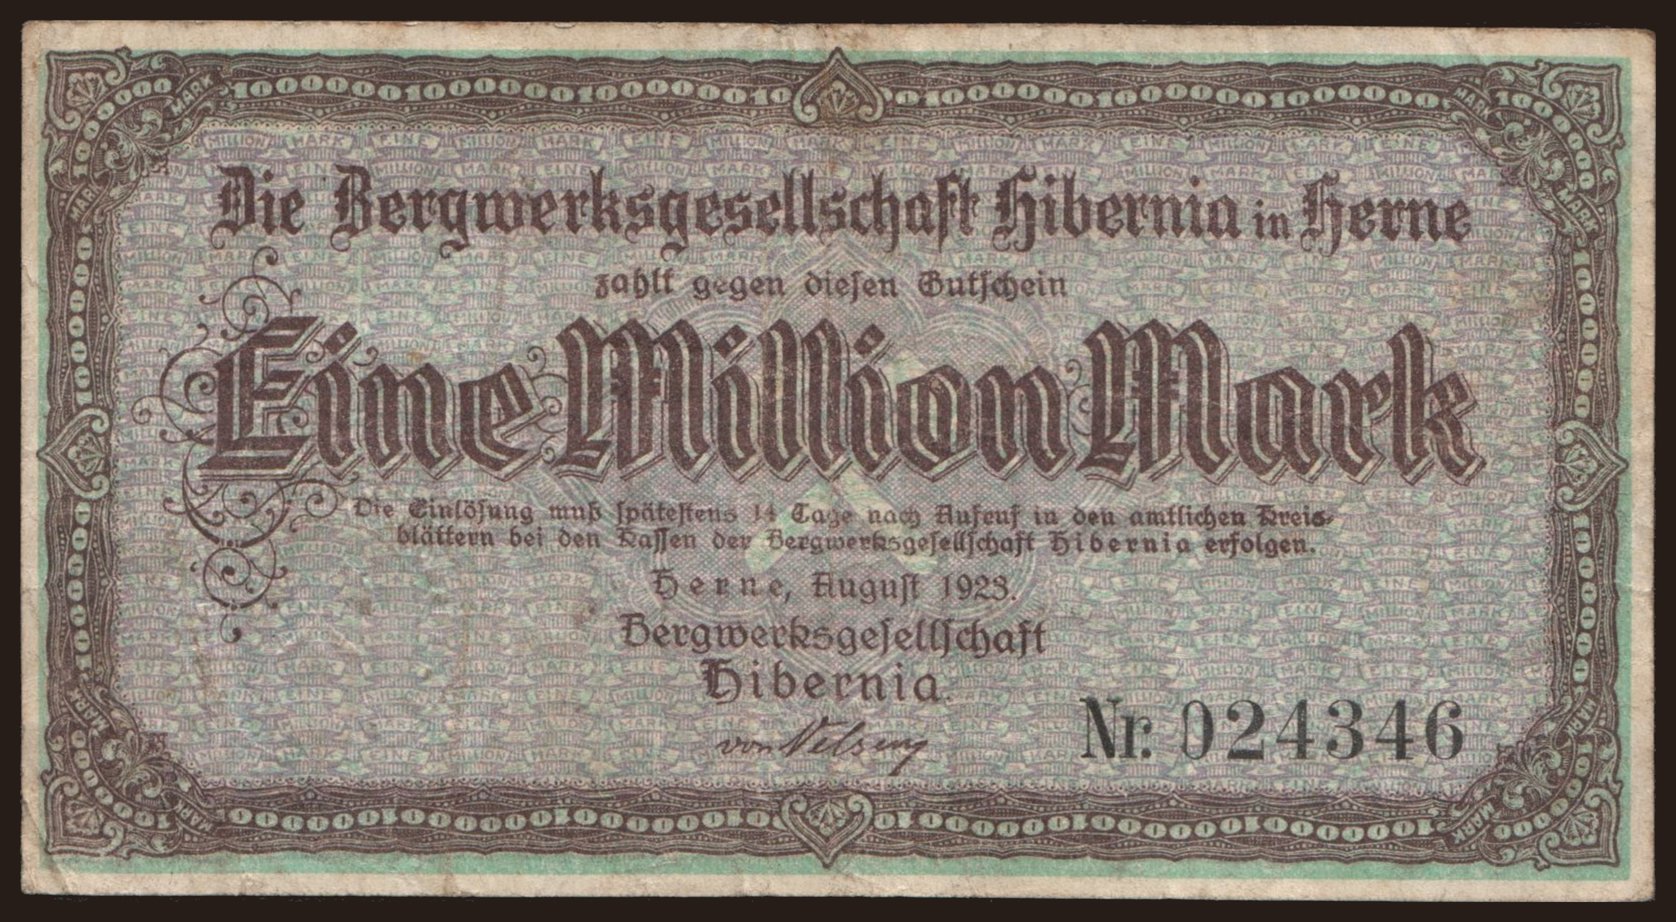 Die Bergwerksgesellschaft Hibernia in Herne
zahlt gegen diesen Gutschein
Eine Million Mark
Die Einlösung muß spätestens 14 Tage nach Aufruf in den amtlichen Kreis-
blättern bei den Kassen der Bergwerksgesellschaft Hibernia erfolgen.
Herne, August 1923.
Bergwerksgesellschaft
Hibernia.
von Velsen
Nr. 024346